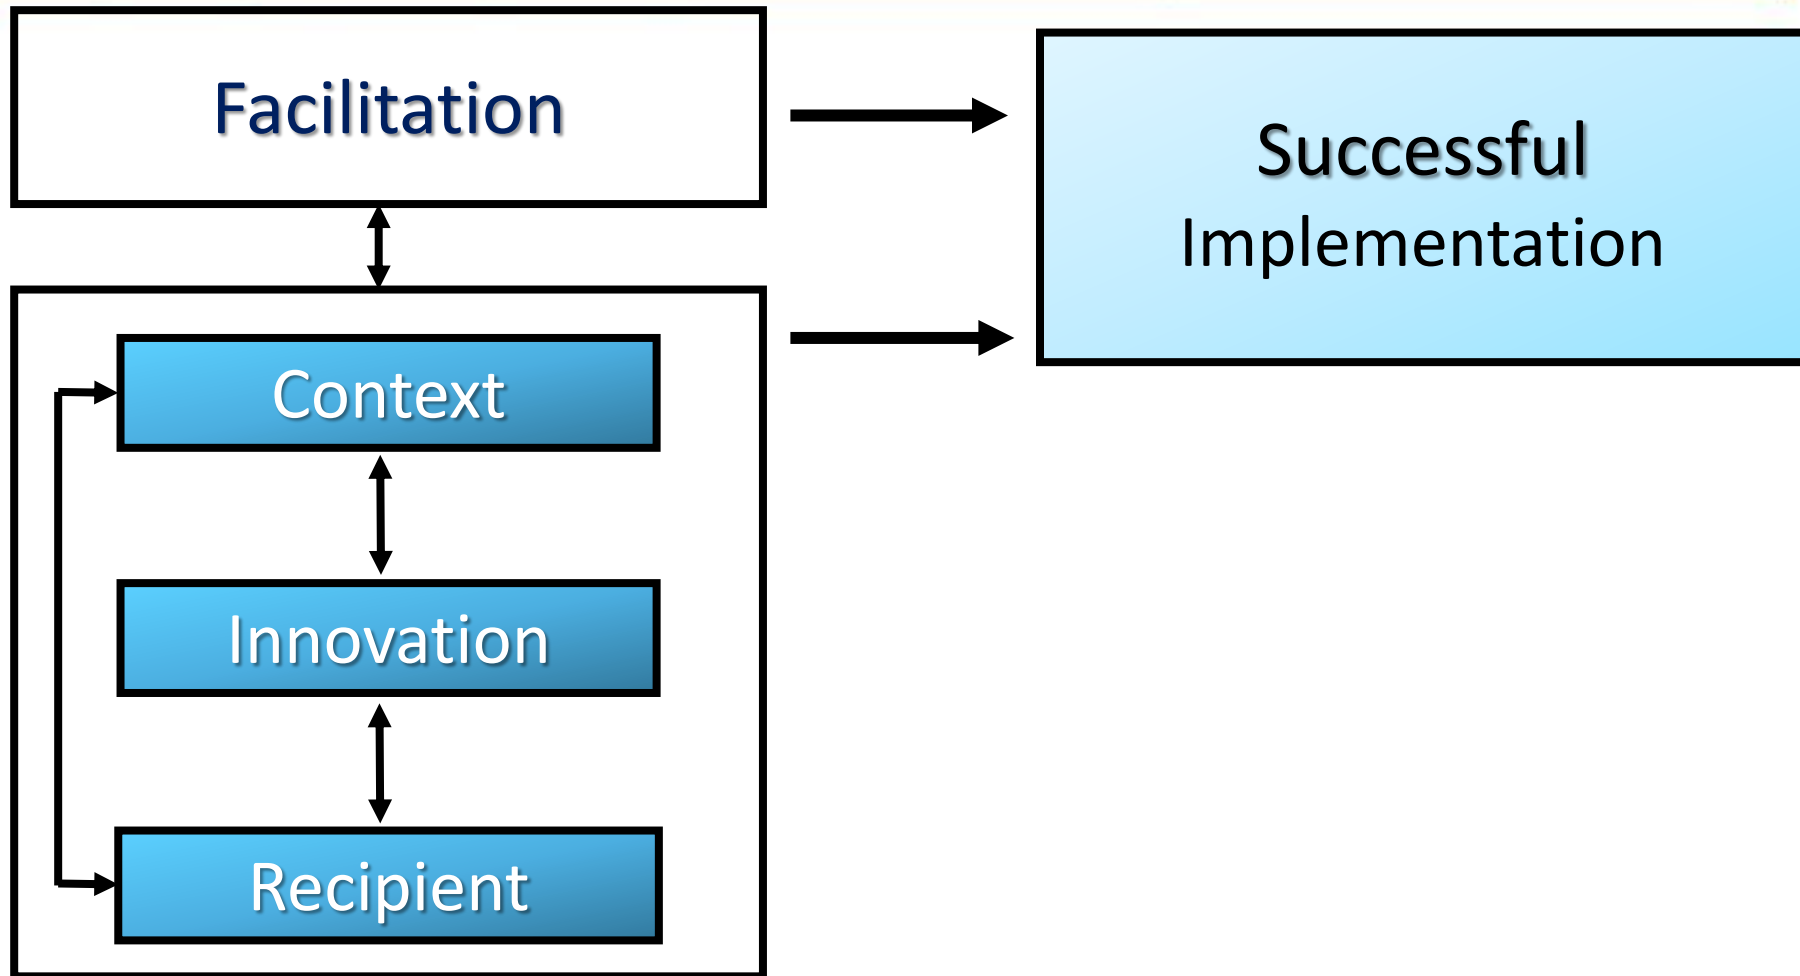 Facilitation
Successful
Implementation
Context
Innovation
Recipient